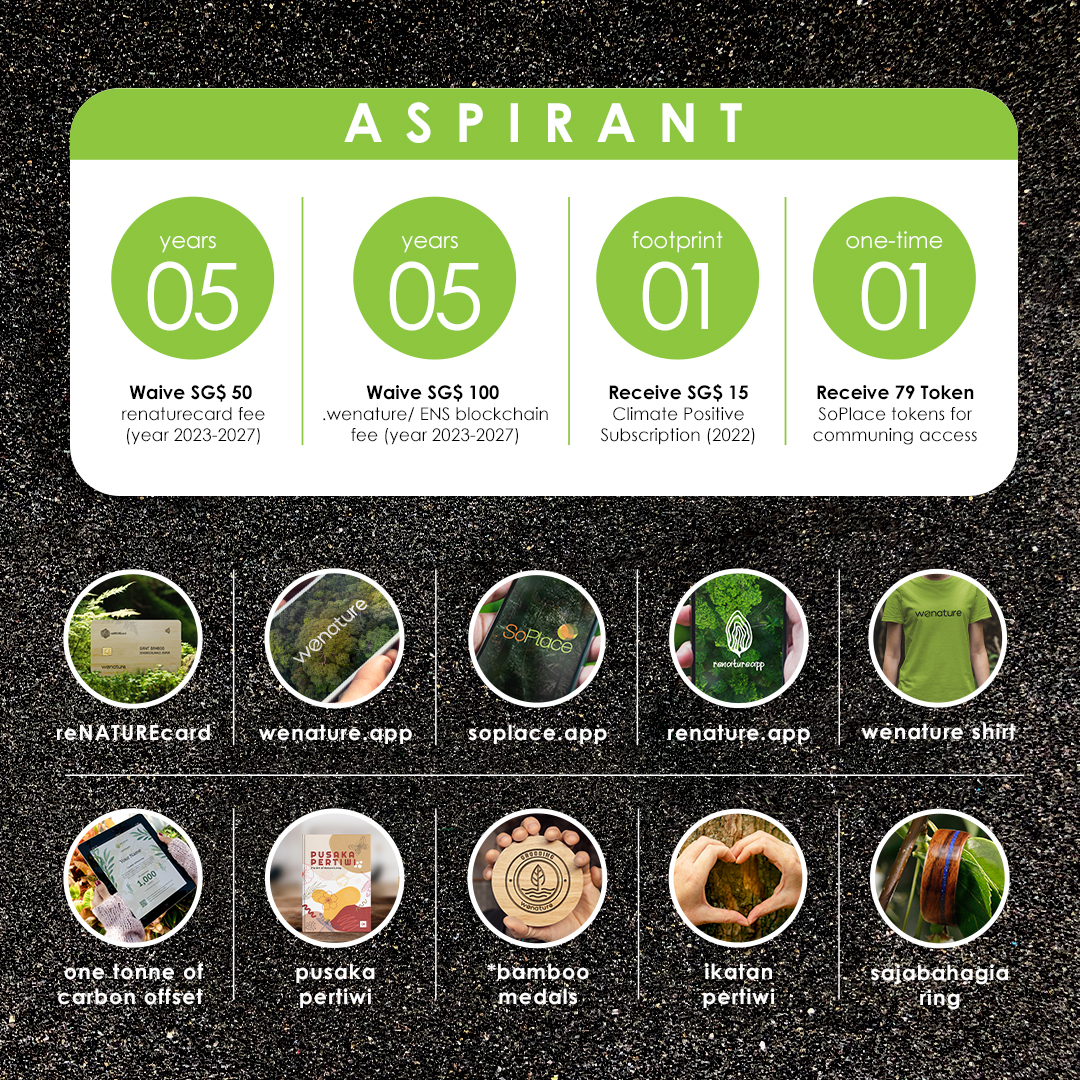 ASPIRANT
years
05
years
05
footprint
01
one-time
01
Waive SG$ 50
renaturecard fee
(year 2023-2027)
Waive SG$ 100
.wenature/ ENS blockchain
fee (year 2023-2027)
Receive SG$ 15
Climate Positive
Subscription (2022)
Receive 79 Token
SoPlace tokens for
communing access
wenature
wenature
SoPlace
renatureapp
wenature
reNATUREcard
wenature.app
soplace.app
renature.app
wenature shirt
Your Name
1,000
PUSAKA
PERTIWI
wenature
one tonne of
carbon offset
pusaka
pertiwi
*bamboo
medals
ikatan
pertiwi
sajabahagia
ring